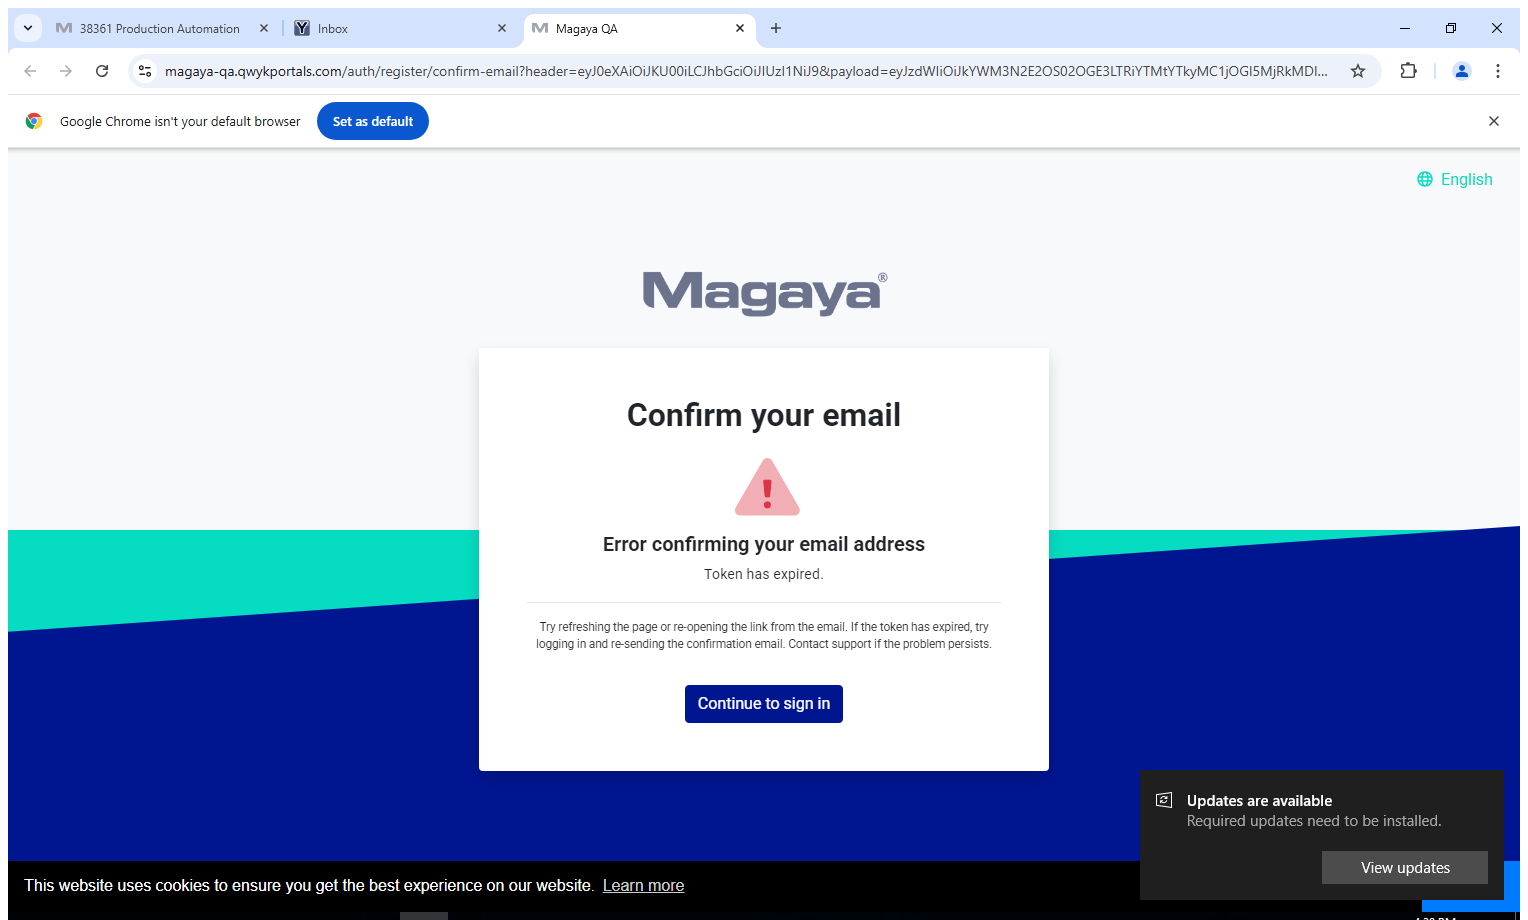 38361 Production Automation
Inbox
Magaya QA
magaya-qa.qwykportals.com/auth/register/confirm-email?header=eyJ0eXAiOiJKU00iLCJhbGciOiJIUzI1NiJ9&payload=eyJzdWIiOiJkYWM3N2E2OS02OGE3LTRiYTMtYTkyMC1jOGI5MjRkMDI...
Google Chrome isn't your default browser
Set as default
English
Magaya®
Confirm your email
Error confirming your email address
Token has expired.
Try refreshing the page or re-opening the link from the email. If the token has expired, try
logging in and re-sending the confirmation email. Contact support if the problem persists.
Continue to sign in
Updates are available
Required updates need to be installed.
View updates
This website uses cookies to ensure you get the best experience on our website. Learn more